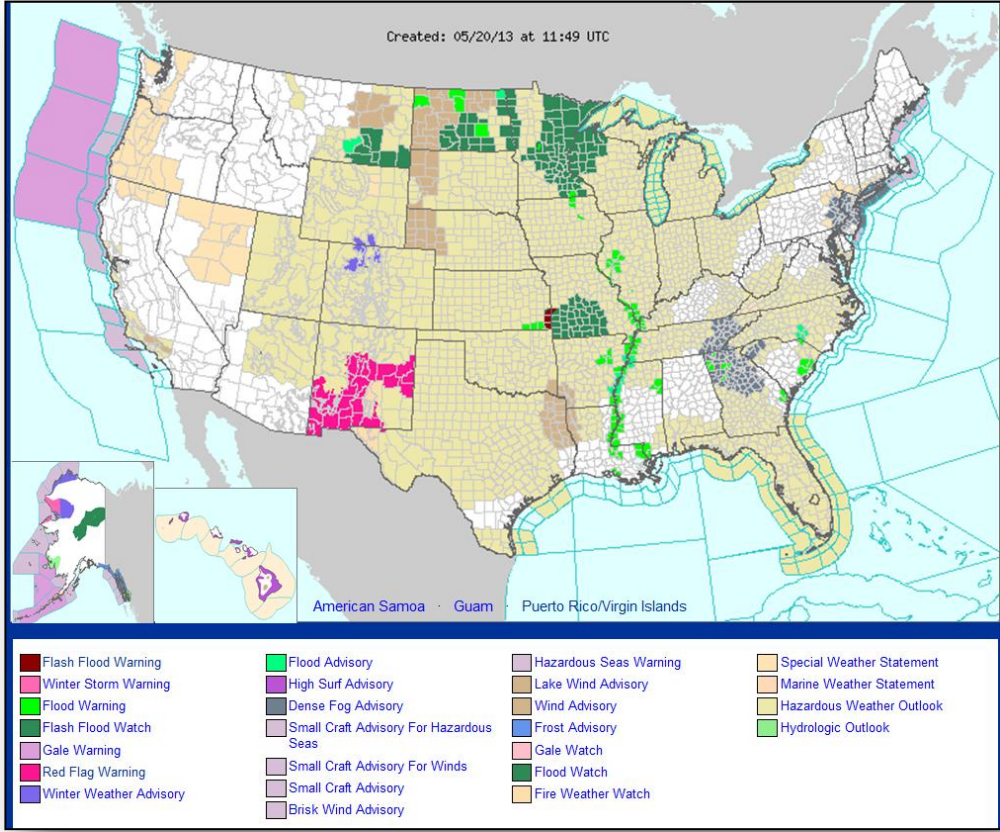 Created: 05/20/13 at 11:49 UTC
American Samoa · Guam · Puerto Rico/Virgin Islands
Flash Flood Warning
Winter Storm Warning
Flood Warning
Flash Flood Watch
Gale Warning
Red Flag Warning
Winter Weather Advisory
Flood Advisory
High Surf Advisory
Dense Fog Advisory
Small Craft Advisory For Hazardous
Seas
Small Craft Advisory For Winds
Small Craft Advisory
Brisk Wind Advisory
Hazardous Seas Warning
Lake Wind Advisory
Wind Advisory
Frost Advisory
Gale Watch
Flood Watch
Fire Weather Watch
Special Weather Statement
Marine Weather Statement
Hazardous Weather Outlook
Hydrologic Outlook